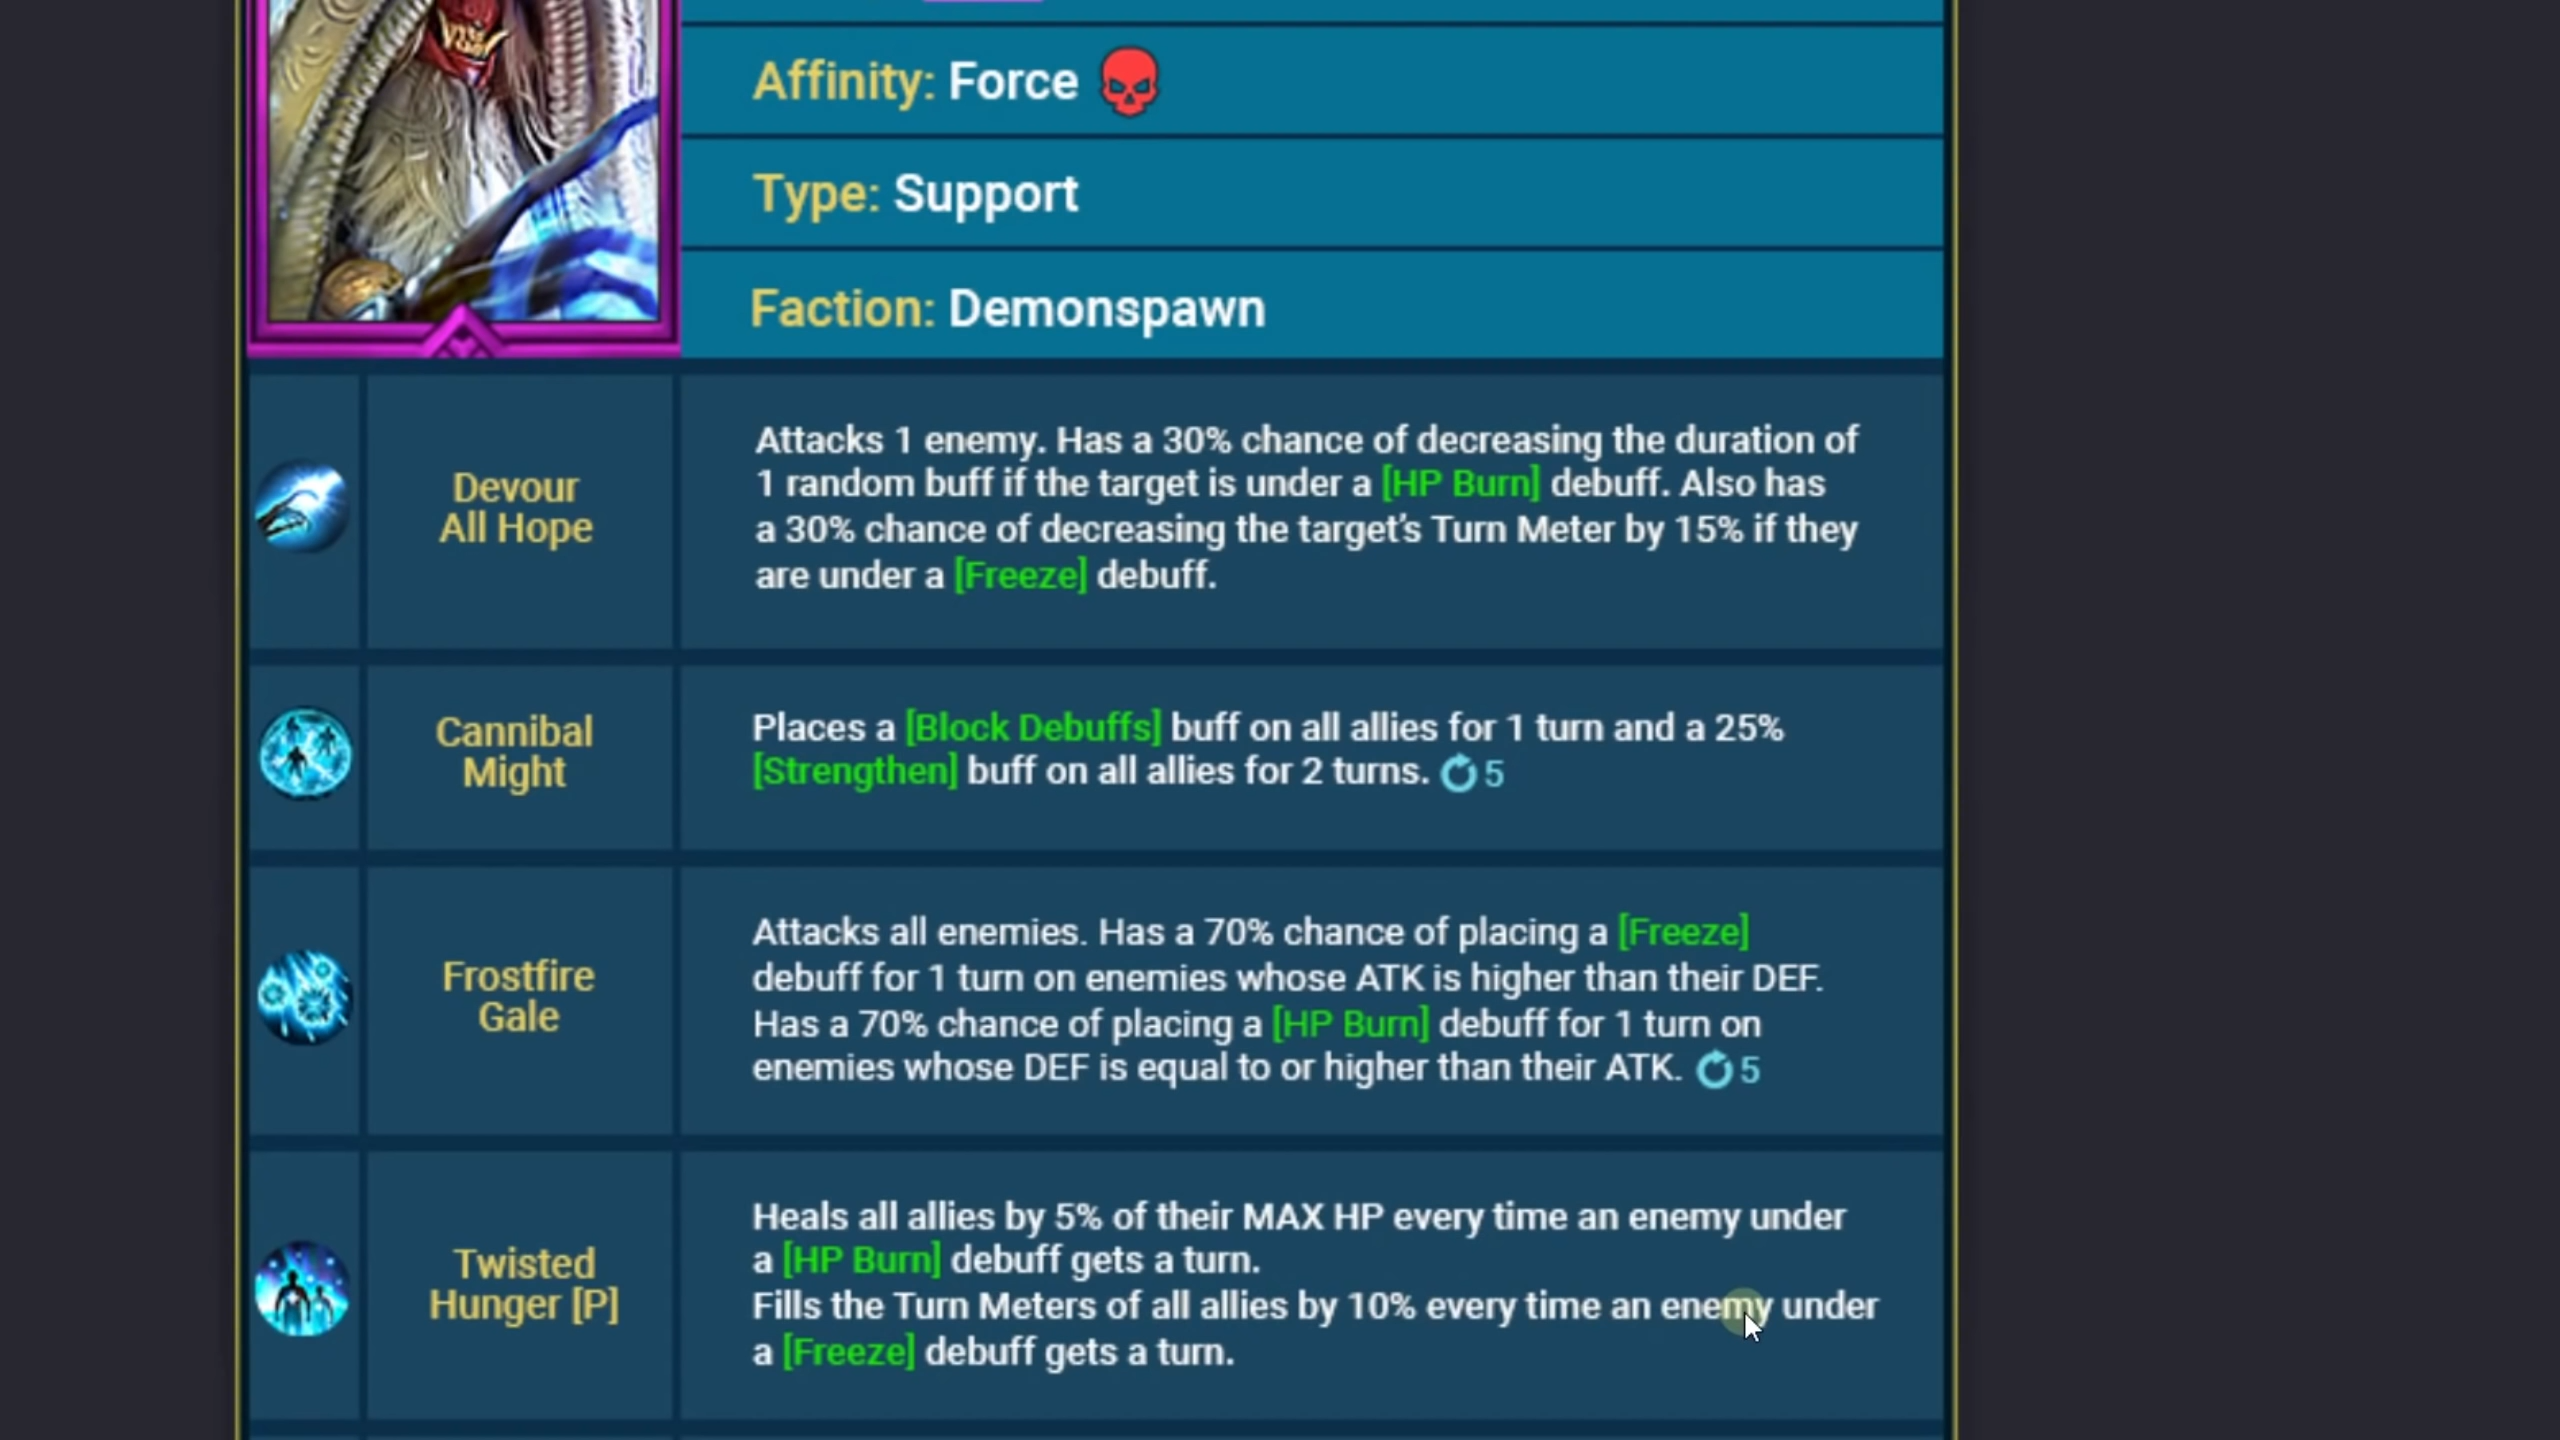 Affinity: Force
Type: Support
Faction: Demonspawn
Devour
All Hope
Attacks 1 enemy. Has a 30% chance of decreasing the duration of
1 random buff if the target is under a [HP Burn] debuff. Also has
a 30% chance of decreasing the target's Turn Meter by 15% if they
are under a [Freeze] debuff.
Cannibal
Might
Places a [Block Debuffs] buff on all allies for 1 turn and a 25%
[Strengthen] buff on all allies for 2 turns. 5
Frostfire
Gale
Attacks all enemies. Has a 70% chance of placing a [Freeze]
debuff for 1 turn on enemies whose ATK is higher than their DEF.
Has a 70% chance of placing a [HP Burn] debuff for 1 turn on
enemies whose DEF is equal to or higher than their ATK. 5
Twisted
Hunger [P]
Heals all allies by 5% of their MAX HP every time an enemy under
a [HP Burn] debuff gets a turn.
Fills the Turn Meters of all allies by 10% every time an enemy under
a [Freeze] debuff gets a turn.